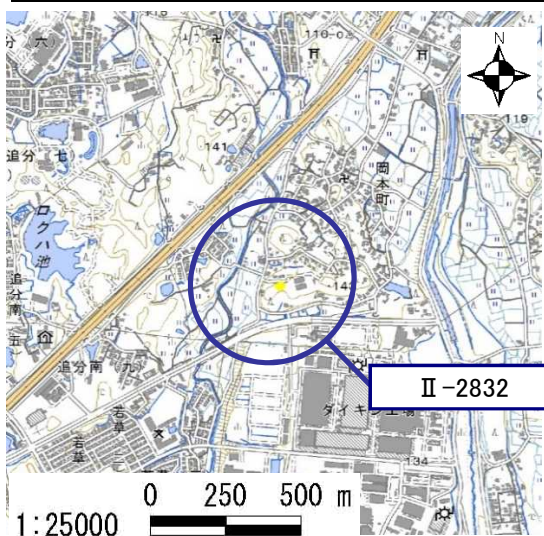 分
六
110.0
N
141
119
追分
七
岡本町
ロクハ池
追分南
五
142
追分南(九)
Ⅱ-2832
ダイキン工場
若草
若草
134
0 250 500 m
1:25000